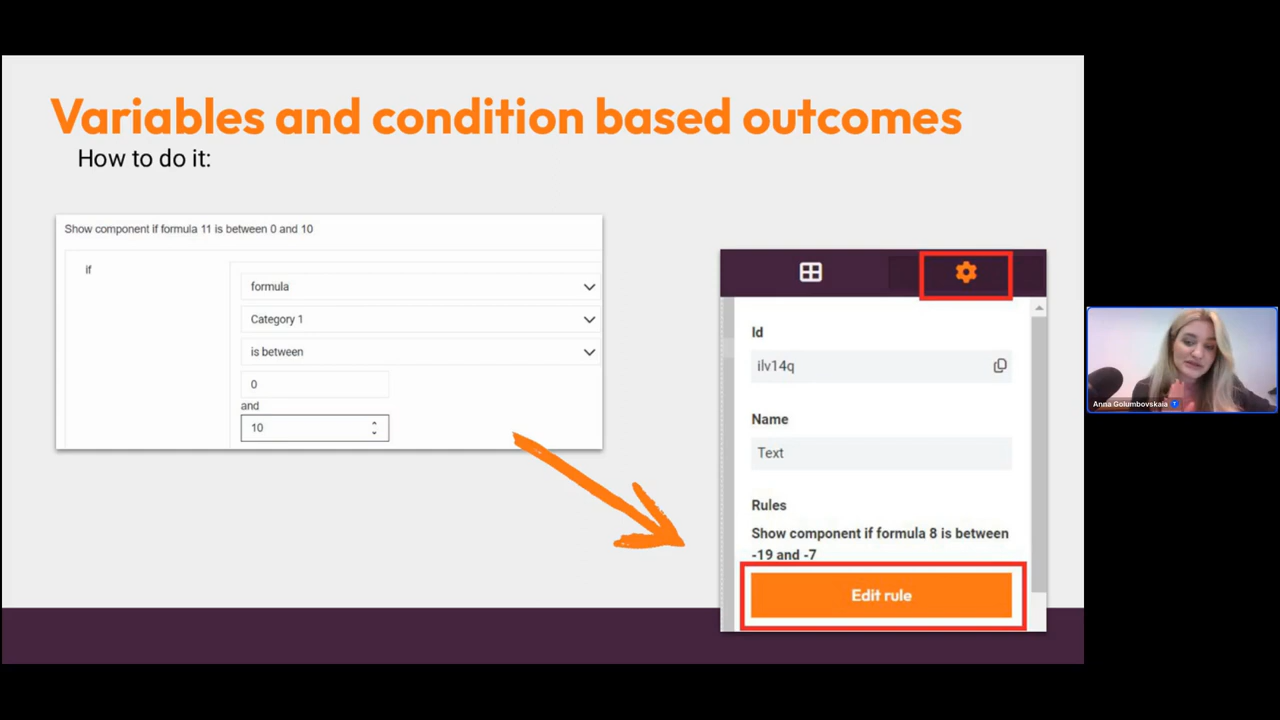 Variables and condition based outcomes
How to do it:
Show component if formula 11 is between 0 and 10
if
formula
Category 1
is between
0
and
10
Id
ilv14q
Name
Text
Rules
Show component if formula 8 is between
-19 and -7
Edit rule
Anna Golumbovskaia